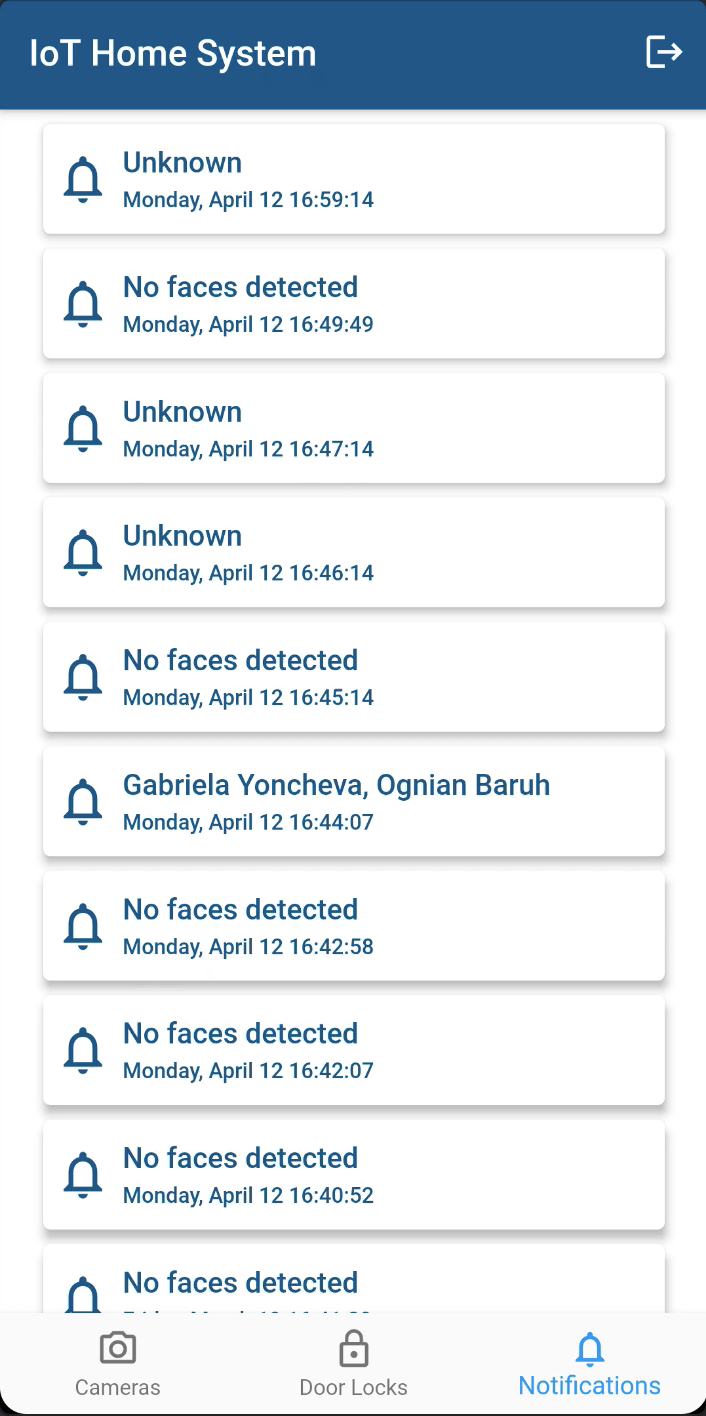 IoT Home System
Unknown
Monday, April 12 16:59:14
No faces detected
Monday, April 12 16:49:49
Unknown
Monday, April 12 16:47:14
Unknown
Monday, April 12 16:46:14
No faces detected
Monday, April 12 16:45:14
Gabriela Yoncheva, Ognian Baruh
Monday, April 12 16:44:07
No faces detected
Monday, April 12 16:42:58
No faces detected
Monday, April 12 16:42:07
No faces detected
Monday, April 12 16:40:52
No faces detected
Cameras
Door Locks
Notifications